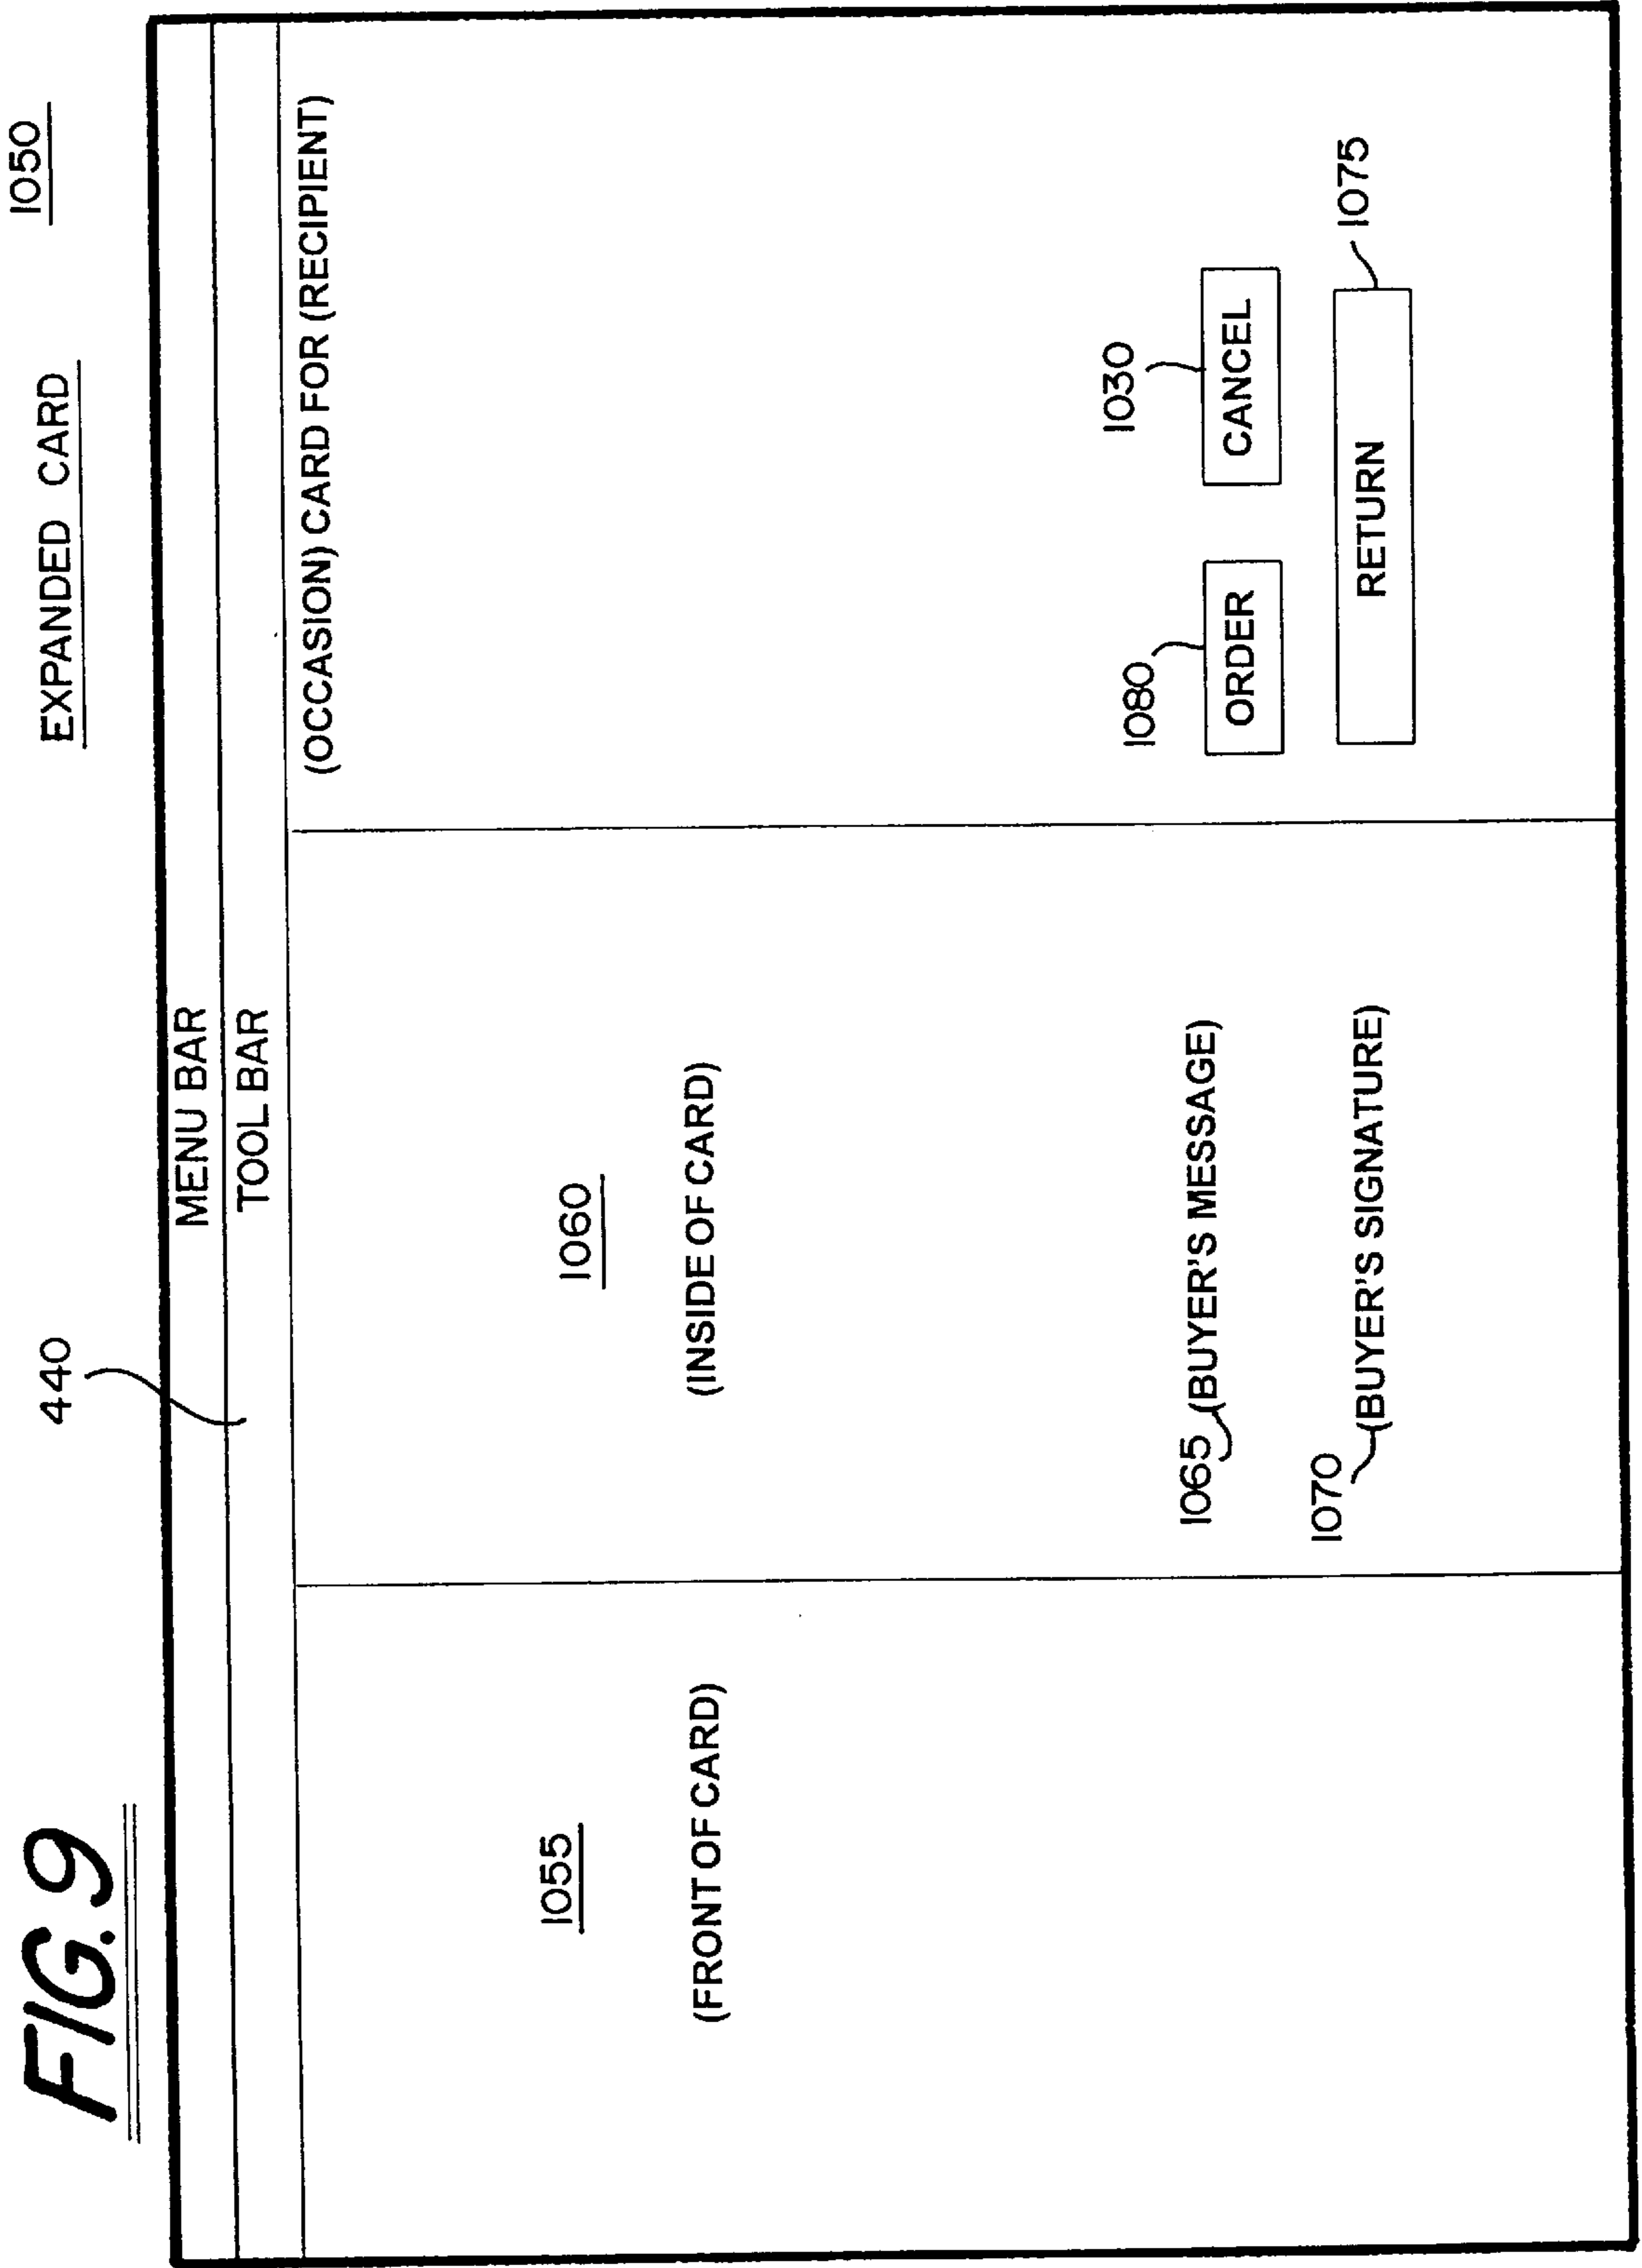 FIG. 9
EXPANDED CARD
1050
440
MENU BAR
TOOL BAR
1055
(FRONT OF CARD)
1060
(INSIDE OF CARD)
1065 (BUYER'S MESSAGE)
1070 (BUYER'S SIGNATURE)
(OCCASION) CARD FOR (RECIPIENT)
1080
1030
ORDER
CANCEL
RETURN
1075